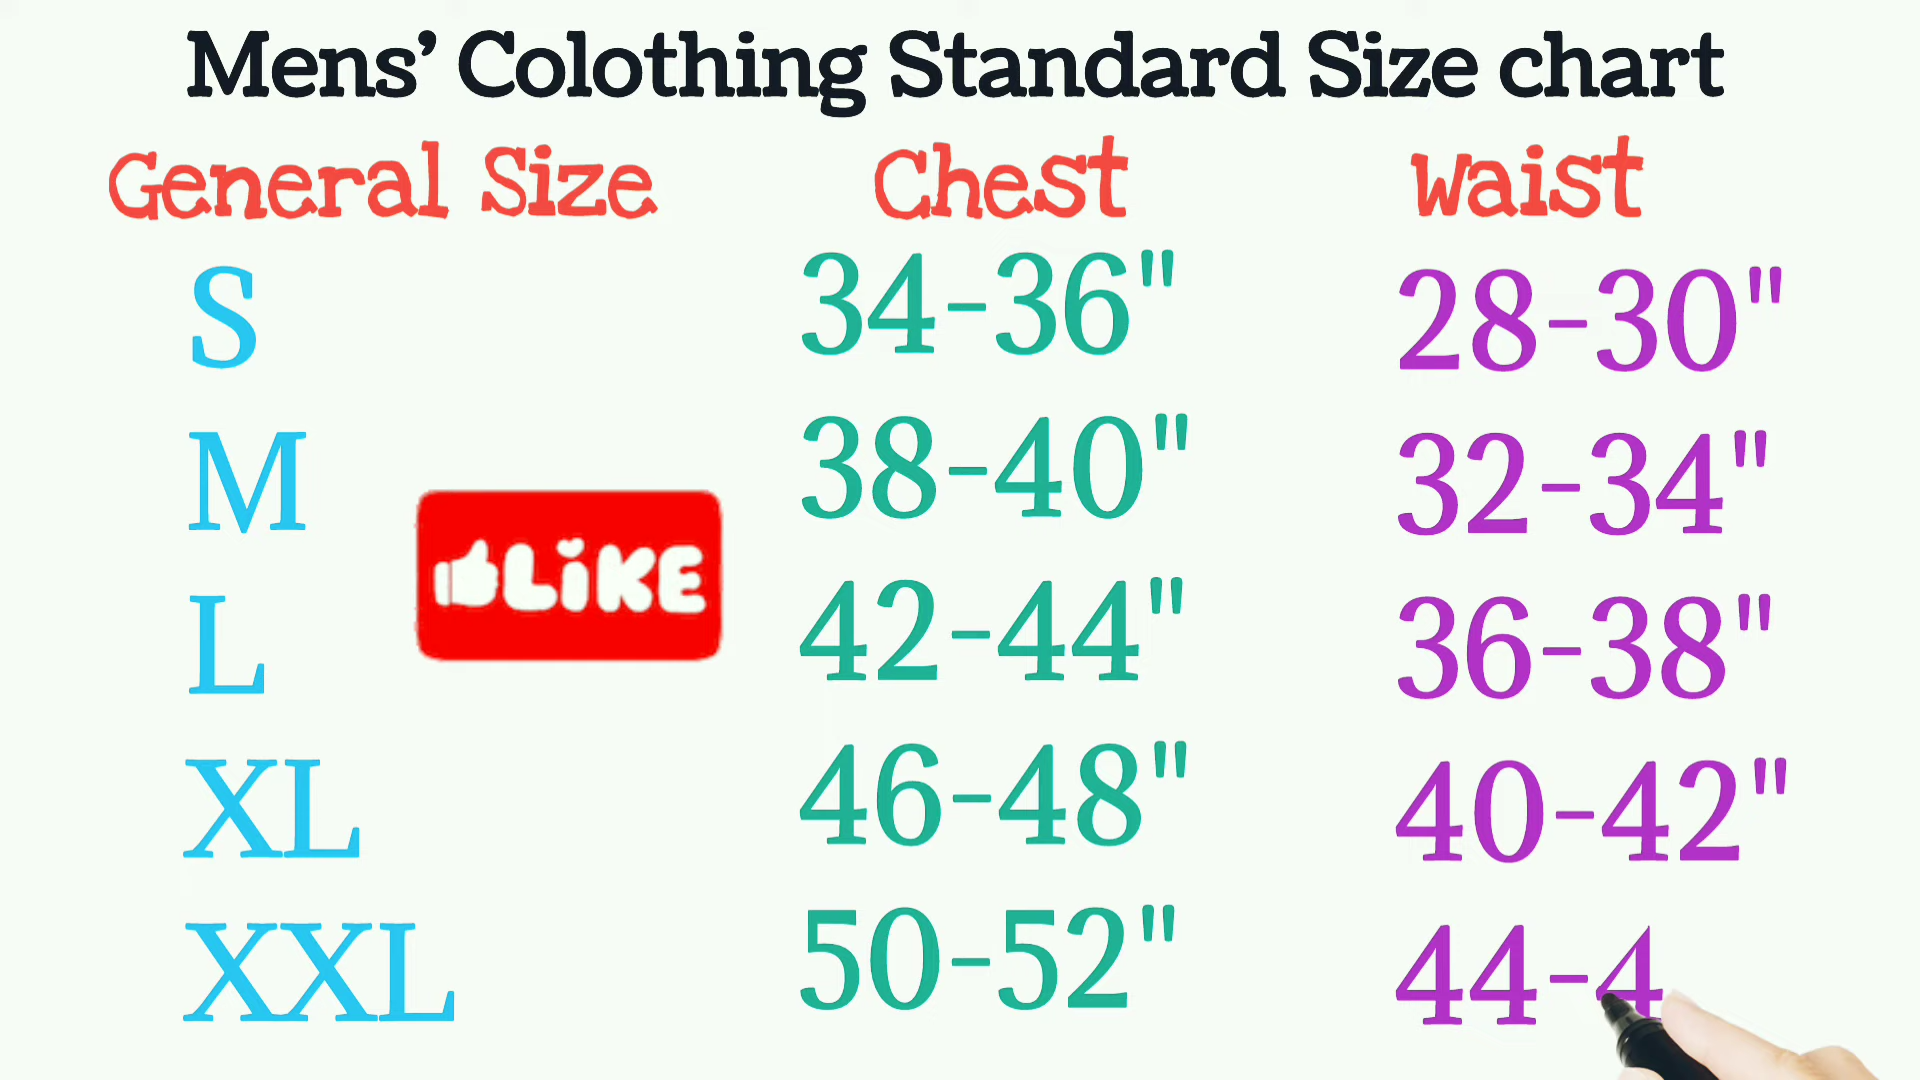 Mens’ Colothing Standard Size chart
General Size Chest Waist
S 34-36" 28-30"
M 38-40" 32-34"
LIKE
L 42-44" 36-38"
XL 46-48" 40-42"
XXL 50-52" 44-4